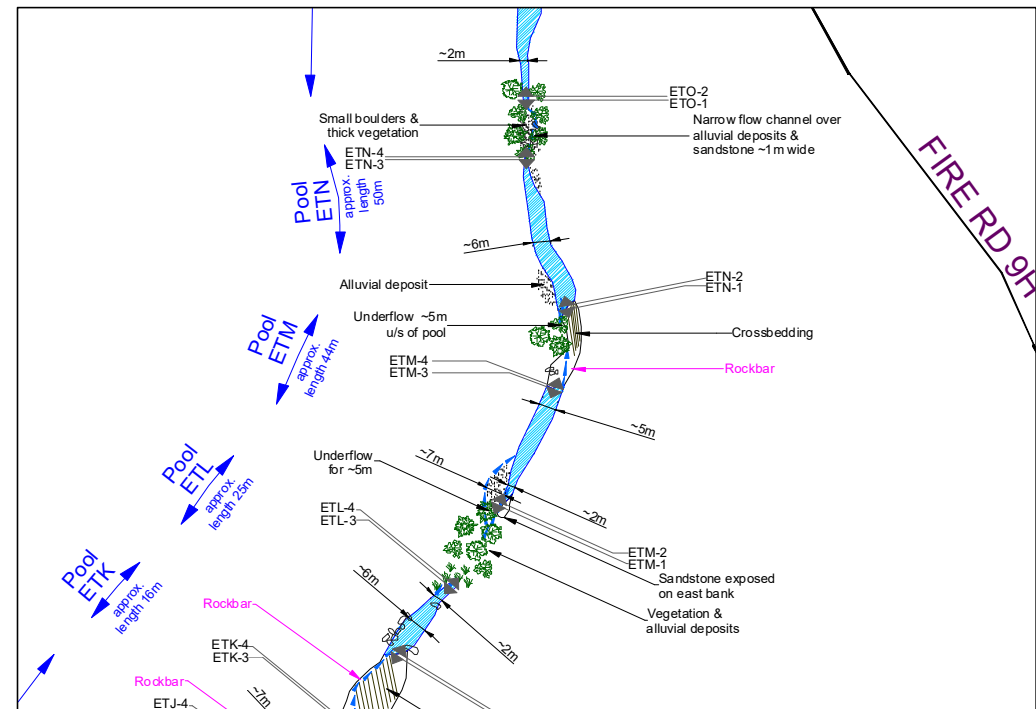 ~2m
ETO-2
ETO-1
Small boulders &
thick vegetation
Narrow flow channel over
alluvial deposits &
sandstone ~1m wide
ETN-4
ETN-3
FIRE RD 9H
Pool
ETN
approx.
length
50m
~6m
Alluvial deposit
ETN-2
ETN-1
Underflow ~5m
u/s of pool
Crossbedding
Pool
ETM
approx.
length 44m
ETM-4
ETM-3
Rockbar
~5m
Pool
ETL
approx.
length 25m
Underflow
for ~5m
~7m
~2m
ETL-4
ETL-3
ETM-2
ETM-1
Sandstone exposed
on east bank
Pool
ETK
approx.
length 16m
~6m
Vegetation &
alluvial deposits
Rockbar
~2m
ETK-4
ETK-3
Rockbar
~7m
ETJ-4